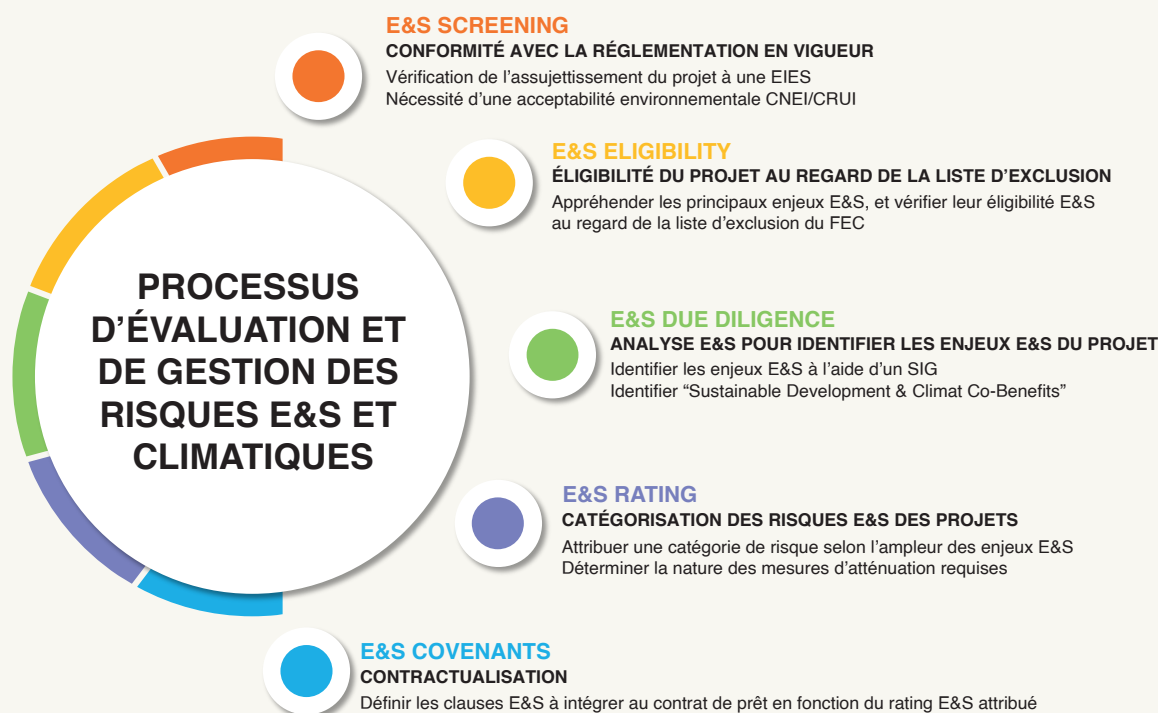 E&S SCREENING
CONFORMITÉ AVEC LA RÉGLEMENTATION EN VIGUEUR
Vérification de l'assujettissement du projet à une EIES
Nécessité d'une acceptabilité environnementale CNEI/CRUI
E&S ELIGIBILITY
ÉLIGIBILITÉ DU PROJET AU REGARD DE LA LISTE D'EXCLUSION
Appréhender les principaux enjeux E&S, et vérifier leur éligibilité E&S
au regard de la liste d'exclusion du FEC
PROCESSUS
D'ÉVALUATION ET
DE GESTION DES
RISQUES E&S ET
CLIMATIQUES
E&S DUE DILIGENCE
ANALYSE E&S POUR IDENTIFIER LES ENJEUX E&S DU PROJET
Identifier les enjeux E&S à l'aide d'un SIG
Identifier “Sustainable Development & Climat Co-Benefits”
E&S RATING
CATÉGORISATION DES RISQUES E&S DES PROJETS
Attribuer une catégorie de risque selon l'ampleur des enjeux E&S
Déterminer la nature des mesures d'atténuation requises
E&S COVENANTS
CONTRACTUALISATION
Définir les clauses E&S à intégrer au contrat de prêt en fonction du rating E&S attribué